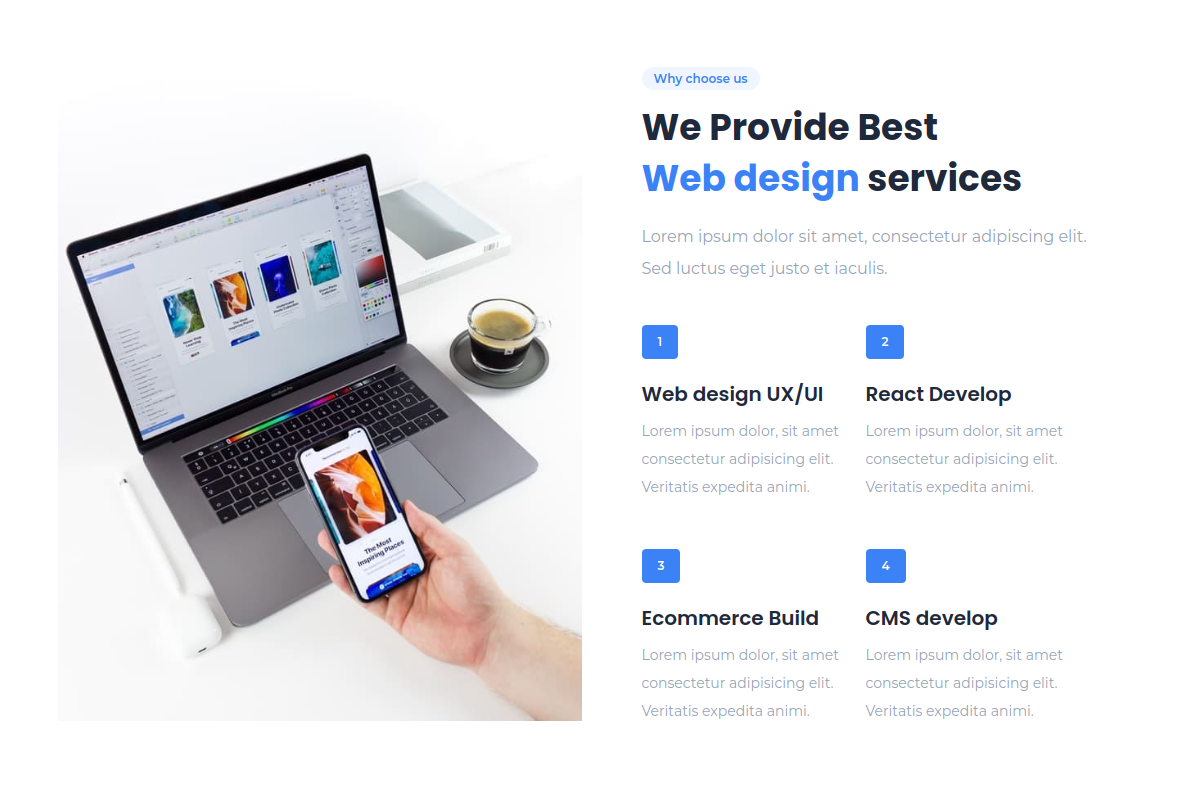 Why choose us
We Provide Best
Web design services
Lorem ipsum dolor sit amet, consectetur adipiscing elit.
Sed luctus eget justo et iaculis.
1
Web design UX/UI
Lorem ipsum dolor, sit amet
consectetur adipisicing elit.
Veritatis expedita animi.
2
React Develop
Lorem ipsum dolor, sit amet
consectetur adipisicing elit.
Veritatis expedita animi.
3
Ecommerce Build
Lorem ipsum dolor, sit amet
consectetur adipisicing elit.
Veritatis expedita animi.
4
CMS develop
Lorem ipsum dolor, sit amet
consectetur adipisicing elit.
Veritatis expedita animi.
The Most
Inspiring Places